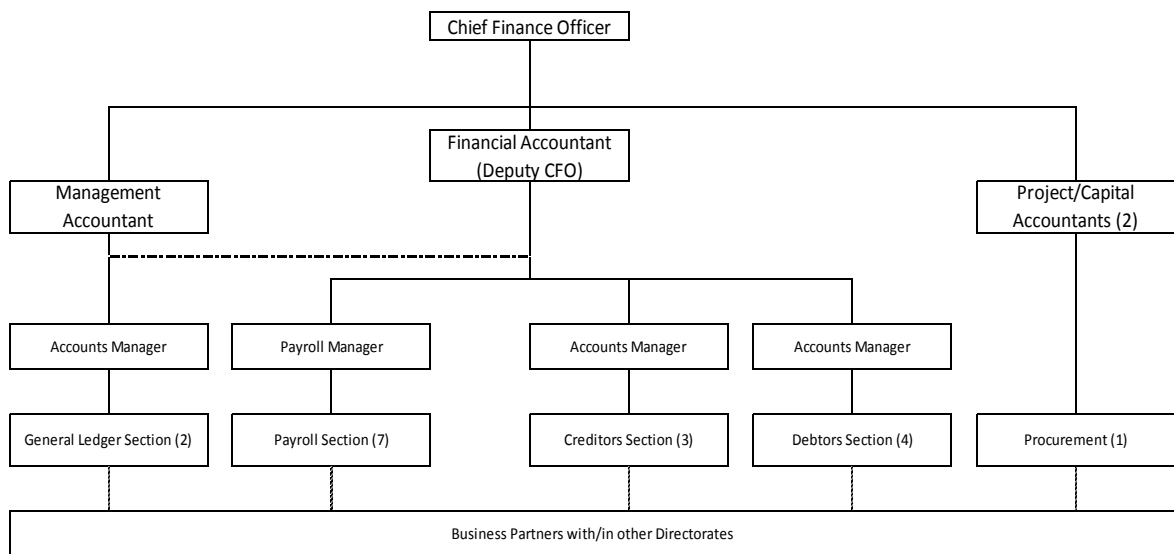 Chief Finance Officer
Financial Accountant
(Deputy CFO)
Management
Accountant
Project/Capital
Accountants (2)
Accounts Manager
Payroll Manager
Accounts Manager
Accounts Manager
General Ledger Section (2)
Payroll Section (7)
Creditors Section (3)
Debtors Section (4)
Procurement (1)
Business Partners with/in other Directorates